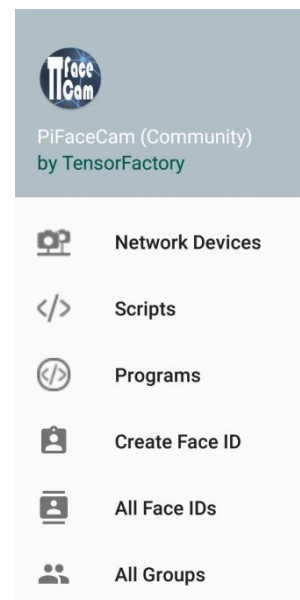 Face
Cam
PiFaceCam (Community)
by TensorFactory
Network Devices
Scripts
Programs
Create Face ID
All Face IDs
All Groups